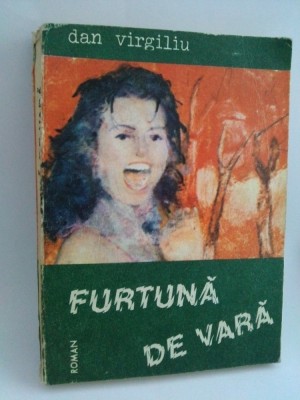 dan virgiliu
FURTUNĂ
DE VARĂ
ROMAN